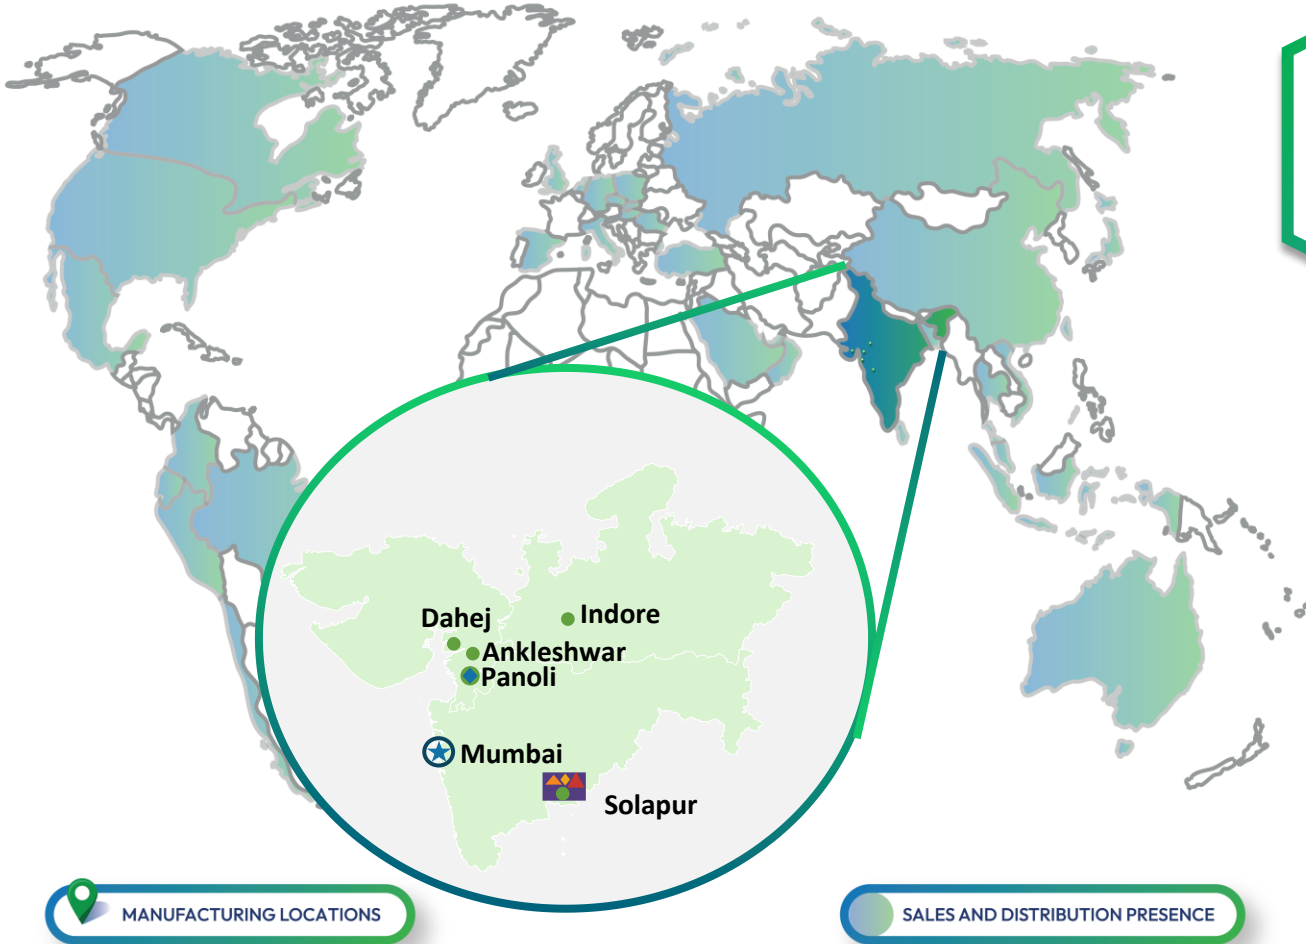 Dahej
Indore
Ankleshwar
Panoli
Mumbai
Solapur
MANUFACTURING LOCATIONS
SALES AND DISTRIBUTION PRESENCE